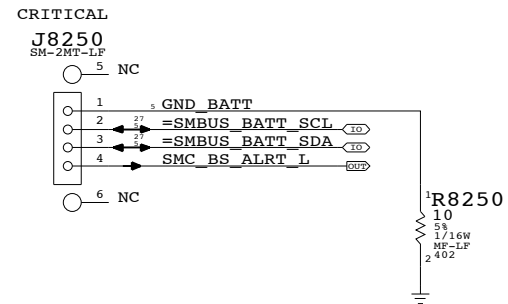 CRITICAL
J8250
SM-2MT-LF
5 NC
1 5 GND_BATT
2 27 5 =SMBUS_BATT_SCL IO
3 27 5 =SMBUS_BATT_SDA IO
4 SMC_BS_ALRT_L OUT
6 NC
1 R8250
10
5%
1/16W
MF-LF
2 402